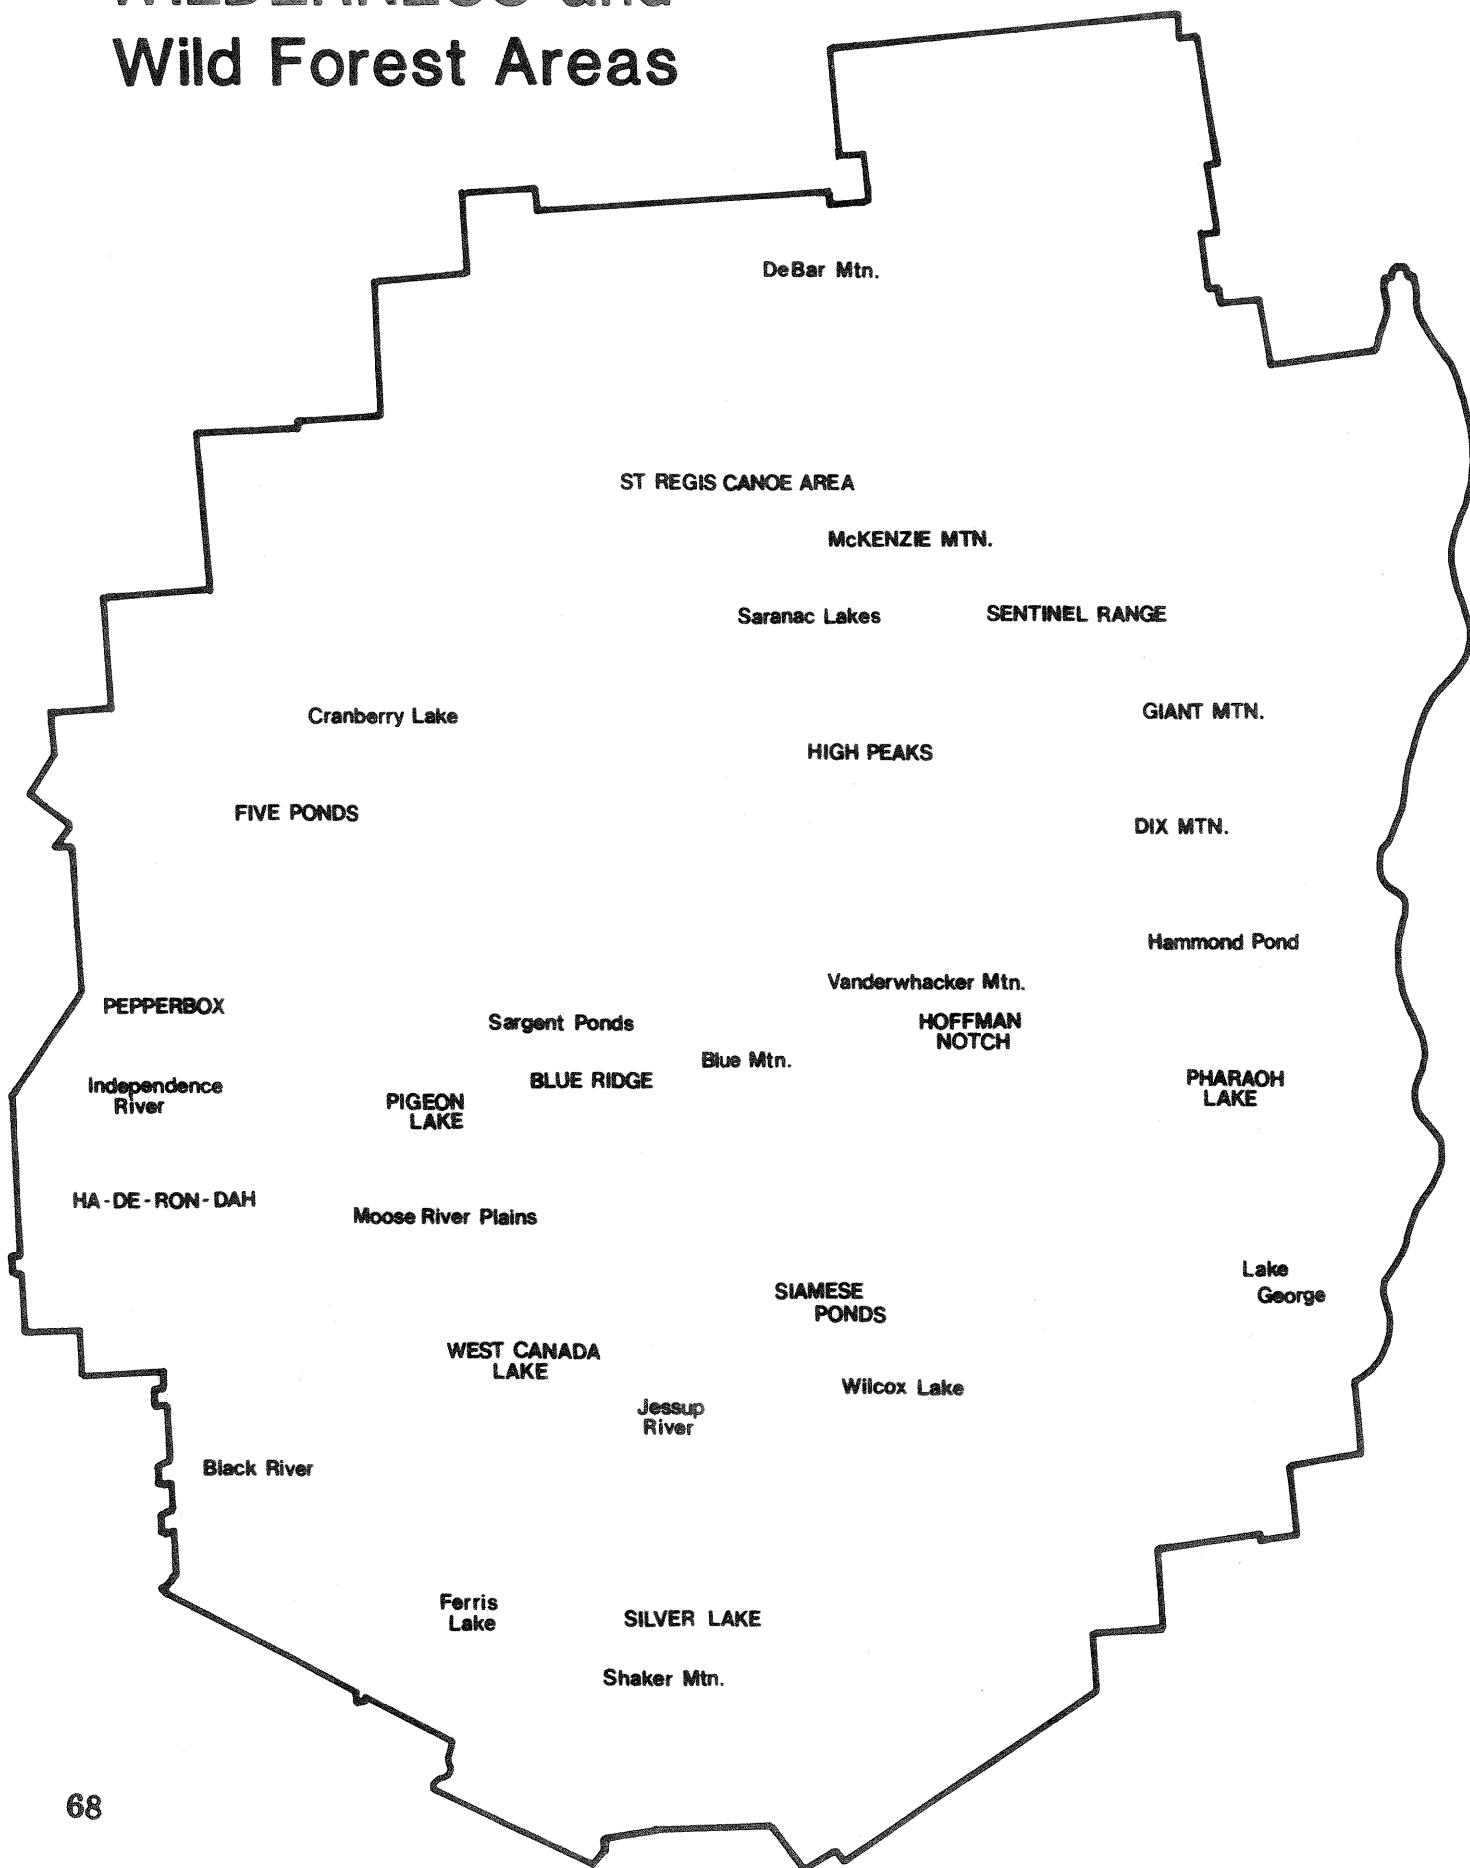 WILDERNESS and
Wild Forest Areas
DeBar Mtn.
ST REGIS CANOE AREA
McKENZIE MTN.
Saranac Lakes
SENTINEL RANGE
Cranberry Lake
GIANT MTN.
HIGH PEAKS
FIVE PONDS
DIX MTN.
Hammond Pond
Vanderwhacker Mtn.
PEPPERBOX
Sargent Ponds
HOFFMAN
NOTCH
Blue Mtn.
BLUE RIDGE
PHARAOH
LAKE
Independence
River
PIGEON
LAKE
HA-DE-RON-DAH
Moose River Plains
Lake
George
SIAMESE
PONDS
WEST CANADA
LAKE
Wilcox Lake
Jessup
River
Black River
Ferris
Lake
SILVER LAKE
Shaker Mtn.
68